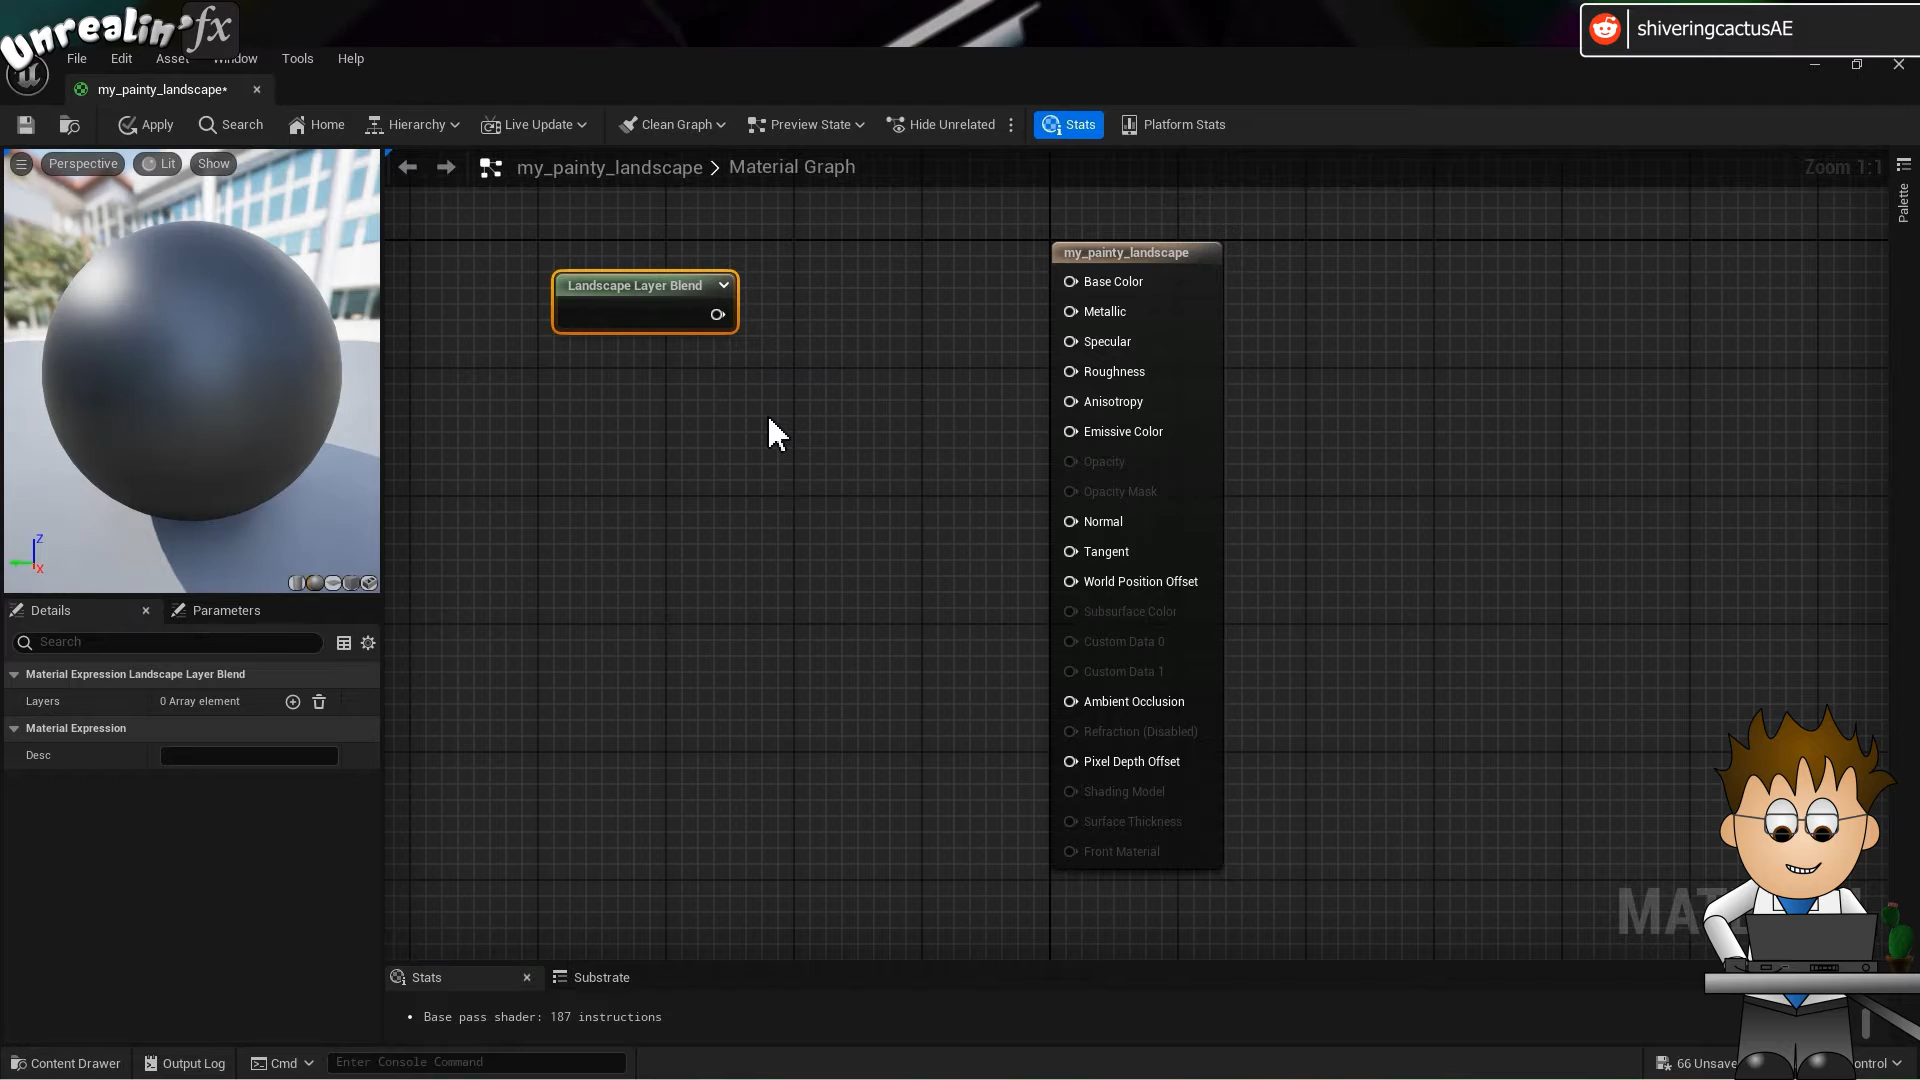 Unrealin' fx
shiveringcactusAE
File Edit Asset Window Tools Help
my_painty_landscape*
Apply Search Home Hierarchy Live Update Clean Graph Preview State Hide Unrelated Stats Platform Stats
Perspective Lit Show
my_painty_landscape > Material Graph
Zoom 1:1
Palette
Landscape Layer Blend
my_painty_landscape
Base Color
Metallic
Specular
Roughness
Anisotropy
Emissive Color
Opacity
Opacity Mask
Normal
Tangent
World Position Offset
Subsurface Color
Custom Data 0
Custom Data 1
Ambient Occlusion
Refraction (Disabled)
Pixel Depth Offset
Shading Model
Surface Thickness
Front Material
Z
X
Details Parameters
Search
Material Expression Landscape Layer Blend
Layers 0 Array element
Material Expression
Desc
Stats Substrate
• Base pass shader: 187 instructions
Content Drawer Output Log Cmd Enter Console Command
66 Unsave